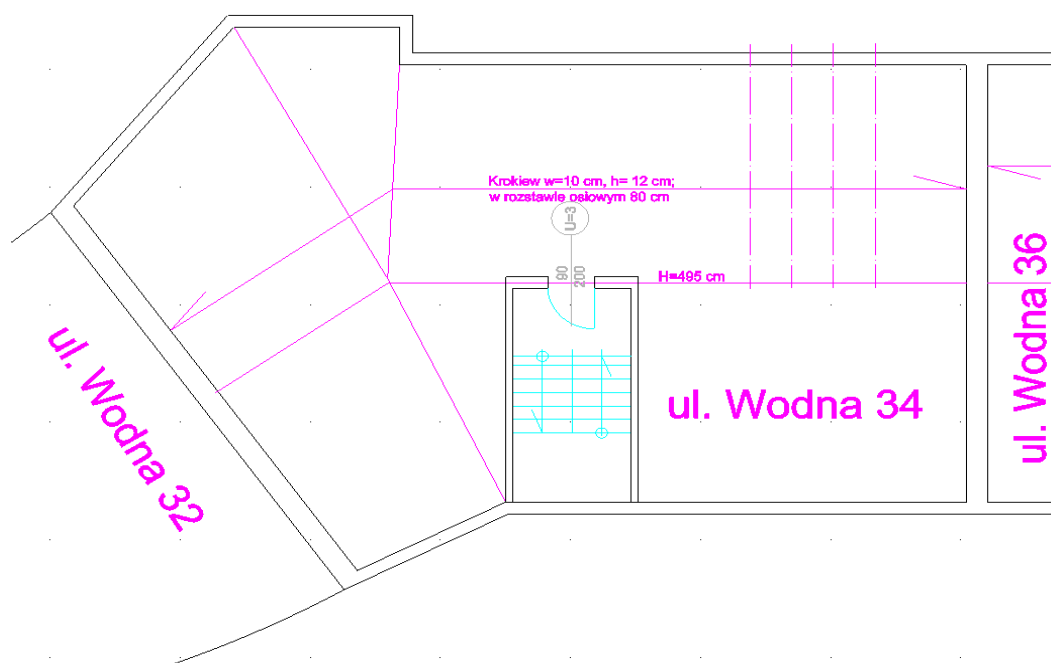 Krokiew w=10 cm, h= 12 cm;
w rozstawie osiowym 80 cm
U=3
90
200
H=495 cm
ul. Wodna 32
ul. Wodna 34
ul. Wodna 36